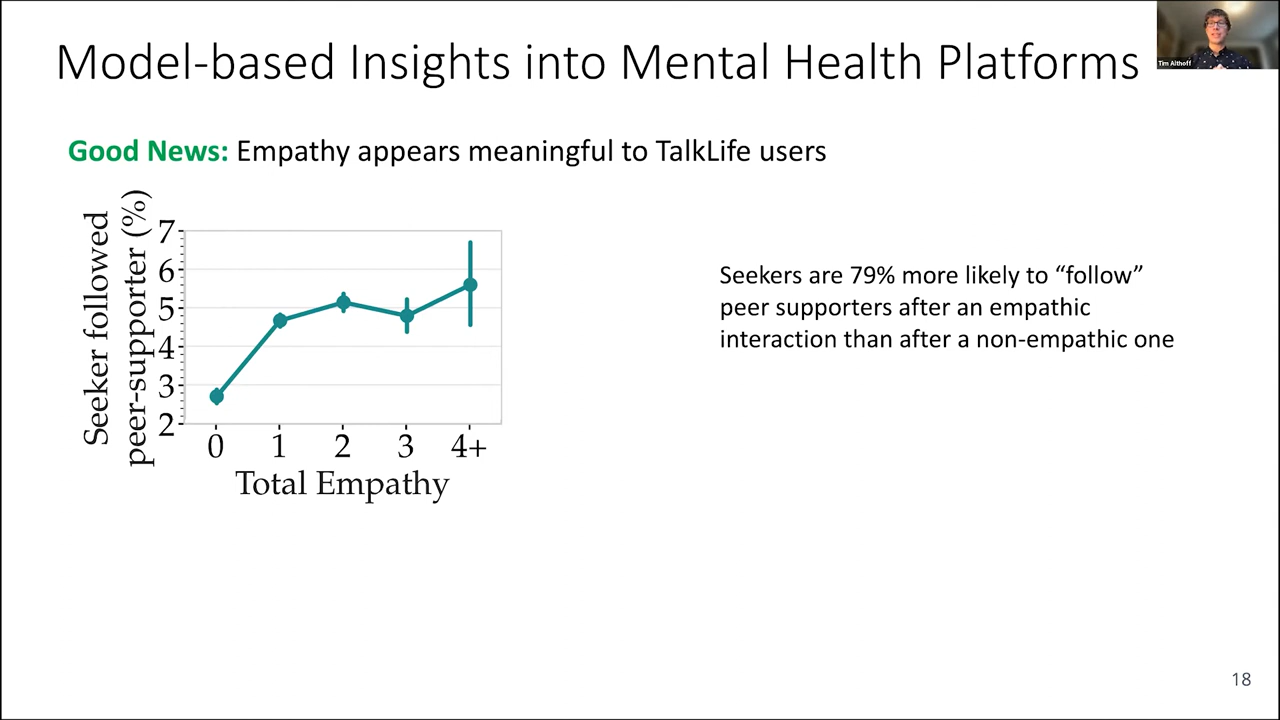 Model-based Insights into Mental Health Platforms
Tim Althoff
Good News: Empathy appears meaningful to TalkLife users
Seeker followed
peer-supporter (%)
7
6
5
4
3
2
0 1 2 3 4+
Total Empathy
Seekers are 79% more likely to “follow”
peer supporters after an empathic
interaction than after a non-empathic one
18